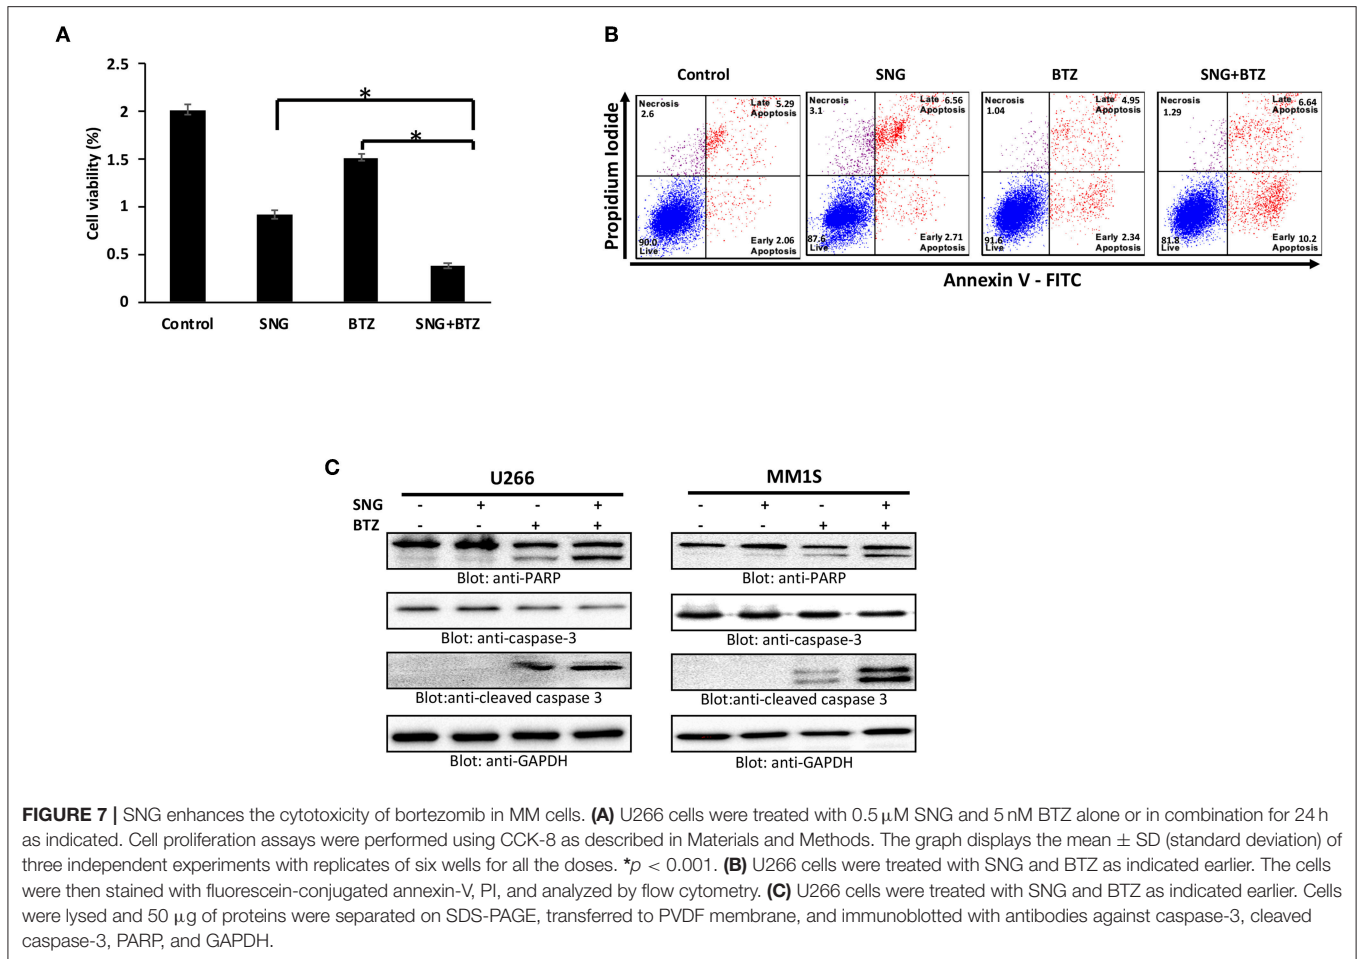 A
Cell viability (%)
2.5
2
1.5
1
0.5
0
*
*
Control SNG BTZ SNG+BTZ
B
Control SNG BTZ SNG+BTZ
Propidium Iodide
Necrosis
2.6
Late 5.29
Apoptosis
90.0
Live
Early 2.06
Apoptosis
Necrosis
3.1
Late 6.56
Apoptosis
87.6
Live
Early 2.71
Apoptosis
Necrosis
1.04
Late 4.95
Apoptosis
91.6
Live
Early 2.34
Apoptosis
Necrosis
1.29
Late 6.64
Apoptosis
81.8
Live
Early 10.2
Apoptosis
Annexin V - FITC
C
U266
SNG - + - +
BTZ - - + +
Blot: anti-PARP
Blot: anti-caspase-3
Blot:anti-cleaved caspase 3
Blot: anti-GAPDH
MM1S
- + - +
- - + +
Blot: anti-PARP
Blot: anti-caspase-3
Blot:anti-cleaved caspase 3
Blot: anti-GAPDH
FIGURE 7 | SNG enhances the cytotoxicity of bortezomib in MM cells. (A) U266 cells were treated with 0.5 μM SNG and 5 nM BTZ alone or in combination for 24 h
as indicated. Cell proliferation assays were performed using CCK-8 as described in Materials and Methods. The graph displays the mean ± SD (standard deviation) of
three independent experiments with replicates of six wells for all the doses. *p < 0.001. (B) U266 cells were treated with SNG and BTZ as indicated earlier. The cells
were then stained with fluorescein-conjugated annexin-V, PI, and analyzed by flow cytometry. (C) U266 cells were treated with SNG and BTZ as indicated earlier. Cells
were lysed and 50 μg of proteins were separated on SDS-PAGE, transferred to PVDF membrane, and immunoblotted with antibodies against caspase-3, cleaved
caspase-3, PARP, and GAPDH.